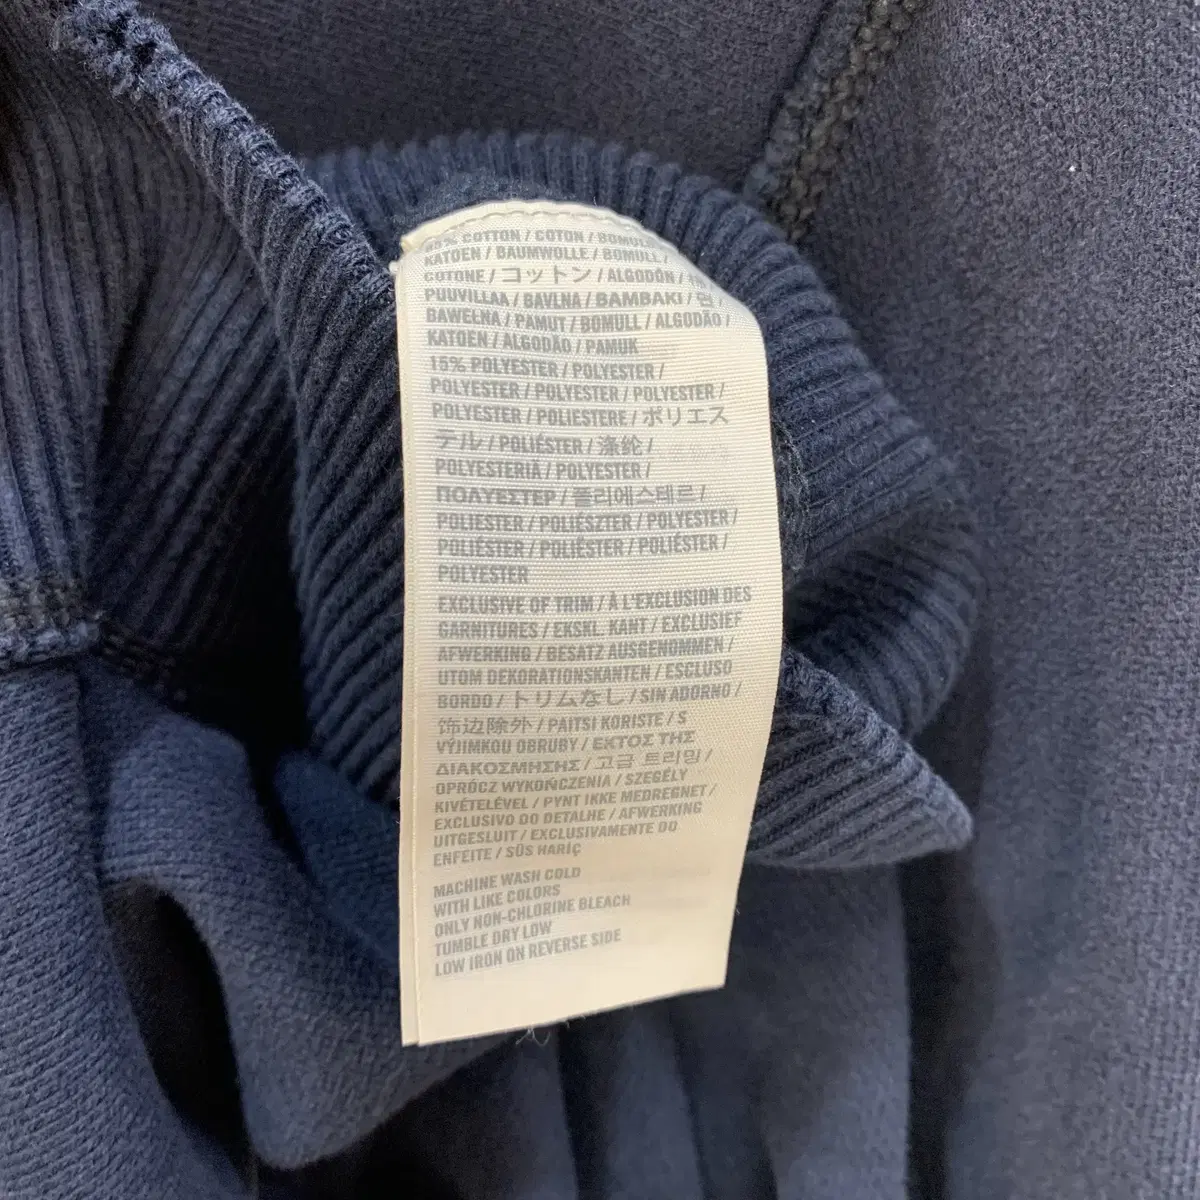 COTTON / COTON / BOMULL
KATOEN / BAUMWOLLE / BOMULL /
COTONE / コットン / ALGODÓN /
PUUVILLAA / BAVLNA / BAMBAKI / 면 /
BAWEŁNA / PAMUT / BOMULL / ALGODÃO /
KATOEN / ALGODÃO / PAMUK
15% POLYESTER / POLYESTER /
POLYESTER / POLYESTER / POLYESTER /
POLYESTER / POLIESTERE / ポリエス
テル / POLIÉSTER / 涤纶 /
POLYESTERIA / POLYESTER /
ΠΟΛΥΕΣΤΕΡ / 폴리에스테르 /
POLIESTER / POLIÉSZTER / POLYESTER /
POLIÉSTER / POLIËSTER / POLIÉSTER /
POLYESTER
EXCLUSIVE OF TRIM / À L'EXCLUSION DES
GARNITURES / EKSKL. KANT / EXCLUSIEF
AFWERKING / BESATZ AUSGENOMMEN /
UTOM DEKORATIONSKANTEN / ESCLUSO
BORDO / トリムなし / SIN ADORNO /
饰边除外 / PAITSI KORISTE / S
VÝJIMKOU OBRUBY / ΕΚΤΟΣ ΤΗΣ
ΔΙΑΚΟΣΜΗΣΗΣ / 고급 트리밍 /
OPRÓCZ WYKOŃCZENIA / SZEGÉLY
KIVÉTELÉVEL / PYNT IKKE MEDREGNET /
EXCLUSIVO DO DETALHE / AFWERKING
UITGESLUIT / EXCLUSIVAMENTE DO
ENFEITE / SÜS HARİÇ
MACHINE WASH COLD
WITH LIKE COLORS
ONLY NON-CHLORINE BLEACH
TUMBLE DRY LOW
LOW IRON ON REVERSE SIDE